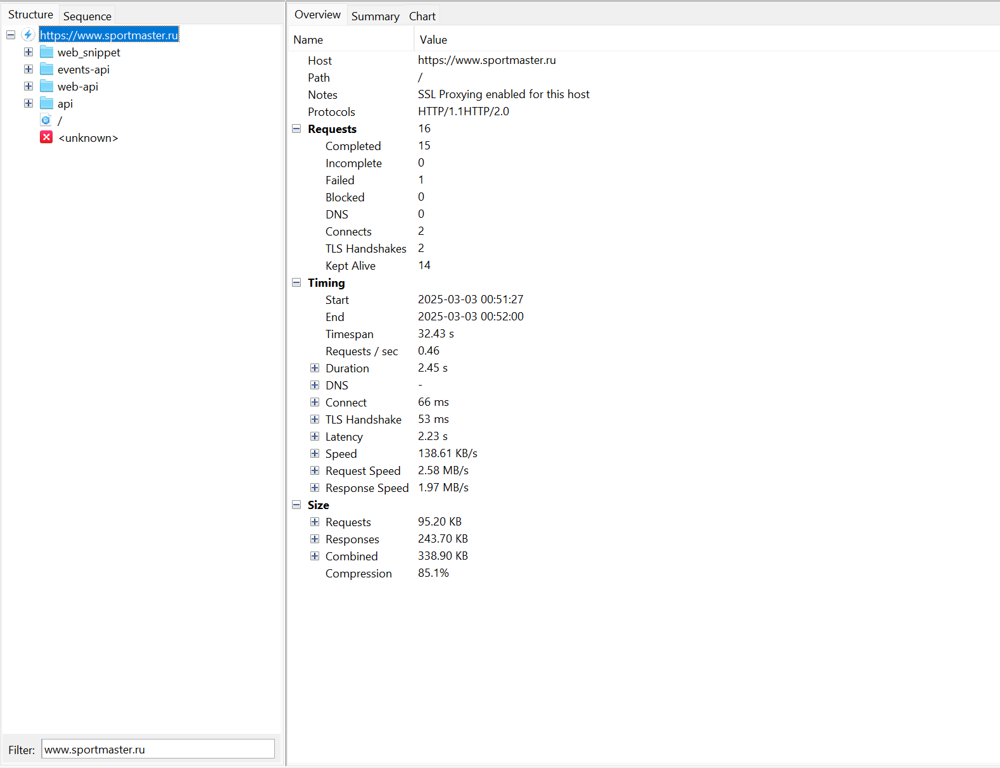 Structure Sequence
https://www.sportmaster.ru
web_snippet
events-api
web-api
api
/
<unknown>
Filter: www.sportmaster.ru
Overview Summary Chart
Name Value
Host https://www.sportmaster.ru
Path /
Notes SSL Proxying enabled for this host
Protocols HTTP/1.1HTTP/2.0
Requests 16
Completed 15
Incomplete 0
Failed 1
Blocked 0
DNS 0
Connects 2
TLS Handshakes 2
Kept Alive 14
Timing
Start 2025-03-03 00:51:27
End 2025-03-03 00:52:00
Timespan 32.43 s
Requests / sec 0.46
Duration 2.45 s
DNS -
Connect 66 ms
TLS Handshake 53 ms
Latency 2.23 s
Speed 138.61 KB/s
Request Speed 2.58 MB/s
Response Speed 1.97 MB/s
Size
Requests 95.20 KB
Responses 243.70 KB
Combined 338.90 KB
Compression 85.1%